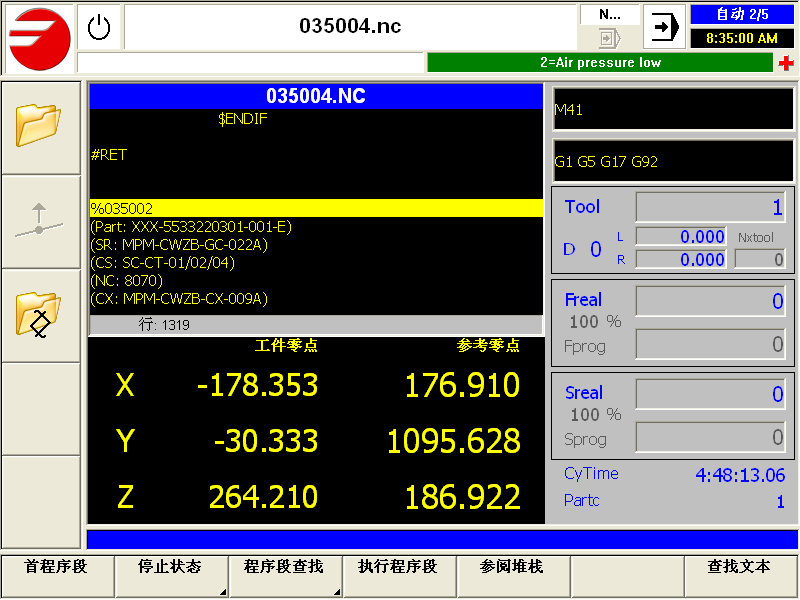 035004.nc
N...
自动 2/5
8:35:00 AM
2=Air pressure low
035004.NC
$ENDIF
#RET
%035002
(Part: XXX-5533220301-001-E)
(SR: MPM-CWZB-GC-022A)
(CS: SC-CT-01/02/04)
(NC: 8070)
(CX: MPM-CWZB-CX-009A)
行: 1319
工件零点 参考零点
X -178.353 176.910
Y -30.333 1095.628
Z 264.210 186.922
M41
G1 G5 G17 G92
Tool 1
D 0 L 0.000 Nxtool
R 0.000 0
Freal 0
100 %
Fprog 0
Sreal 0
100 %
Sprog 0
CyTime 4:48:13.06
Partc 1
首程序段 停止状态 程序段查找 执行程序段 参阅堆栈 查找文本